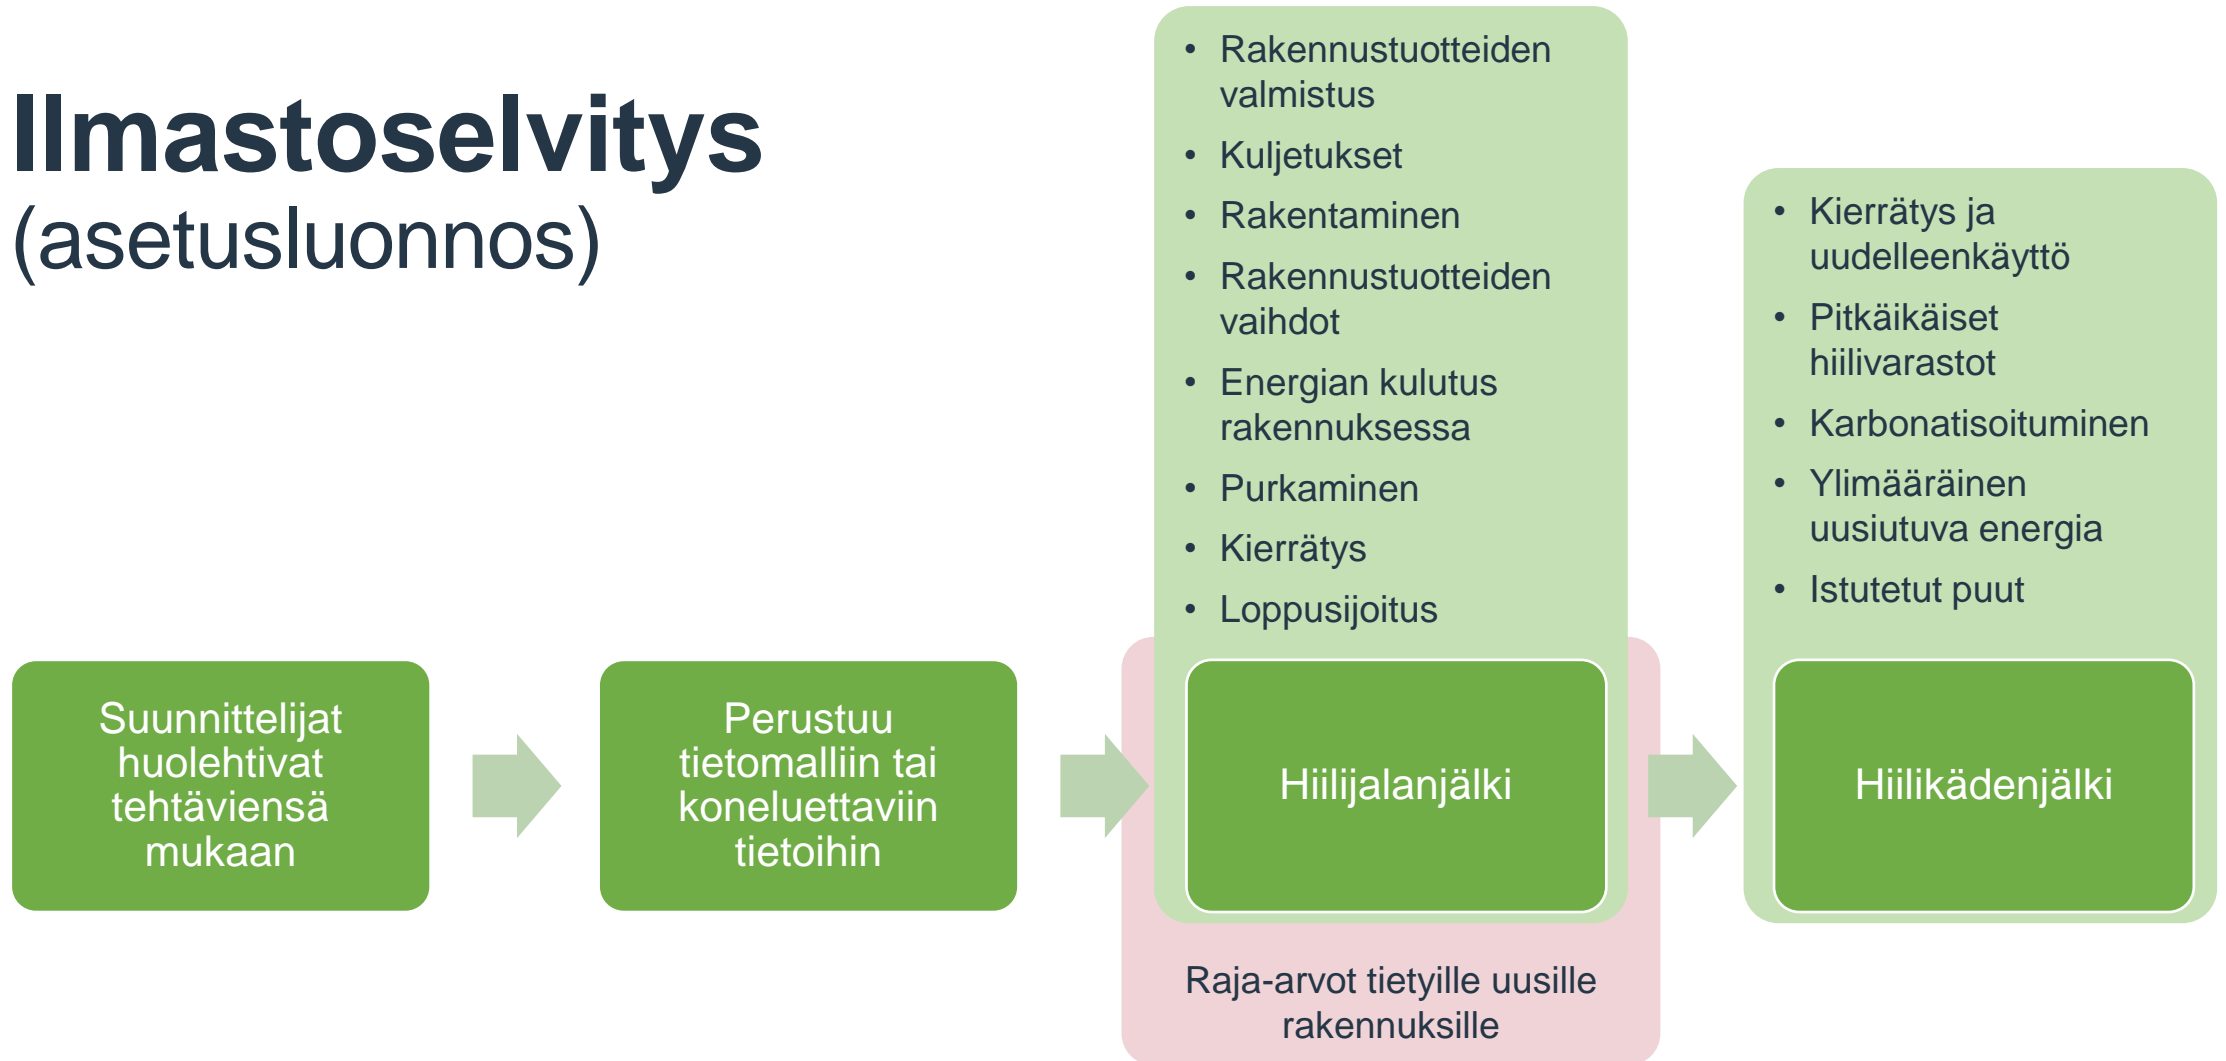 Ilmastoselvitys
(asetusluonnos)
Suunnittelijat
huolehtivat
tehtäviensä
mukaan
Perustuu
tietomalliin tai
koneluettaviin
tietoihin
• Rakennustuotteiden
valmistus
• Kuljetukset
• Rakentaminen
• Rakennustuotteiden
vaihdot
• Energian kulutus
rakennuksessa
• Purkaminen
• Kierrätys
• Loppusijoitus
Hiilijalanjälki
Raja-arvot tietyille uusille
rakennuksille
• Kierrätys ja
uudelleenkäyttö
• Pitkäikäiset
hiilivarastot
• Karbonatisoituminen
• Ylimääräinen
uusiutuva energia
• Istutetut puut
Hiilikädenjälki